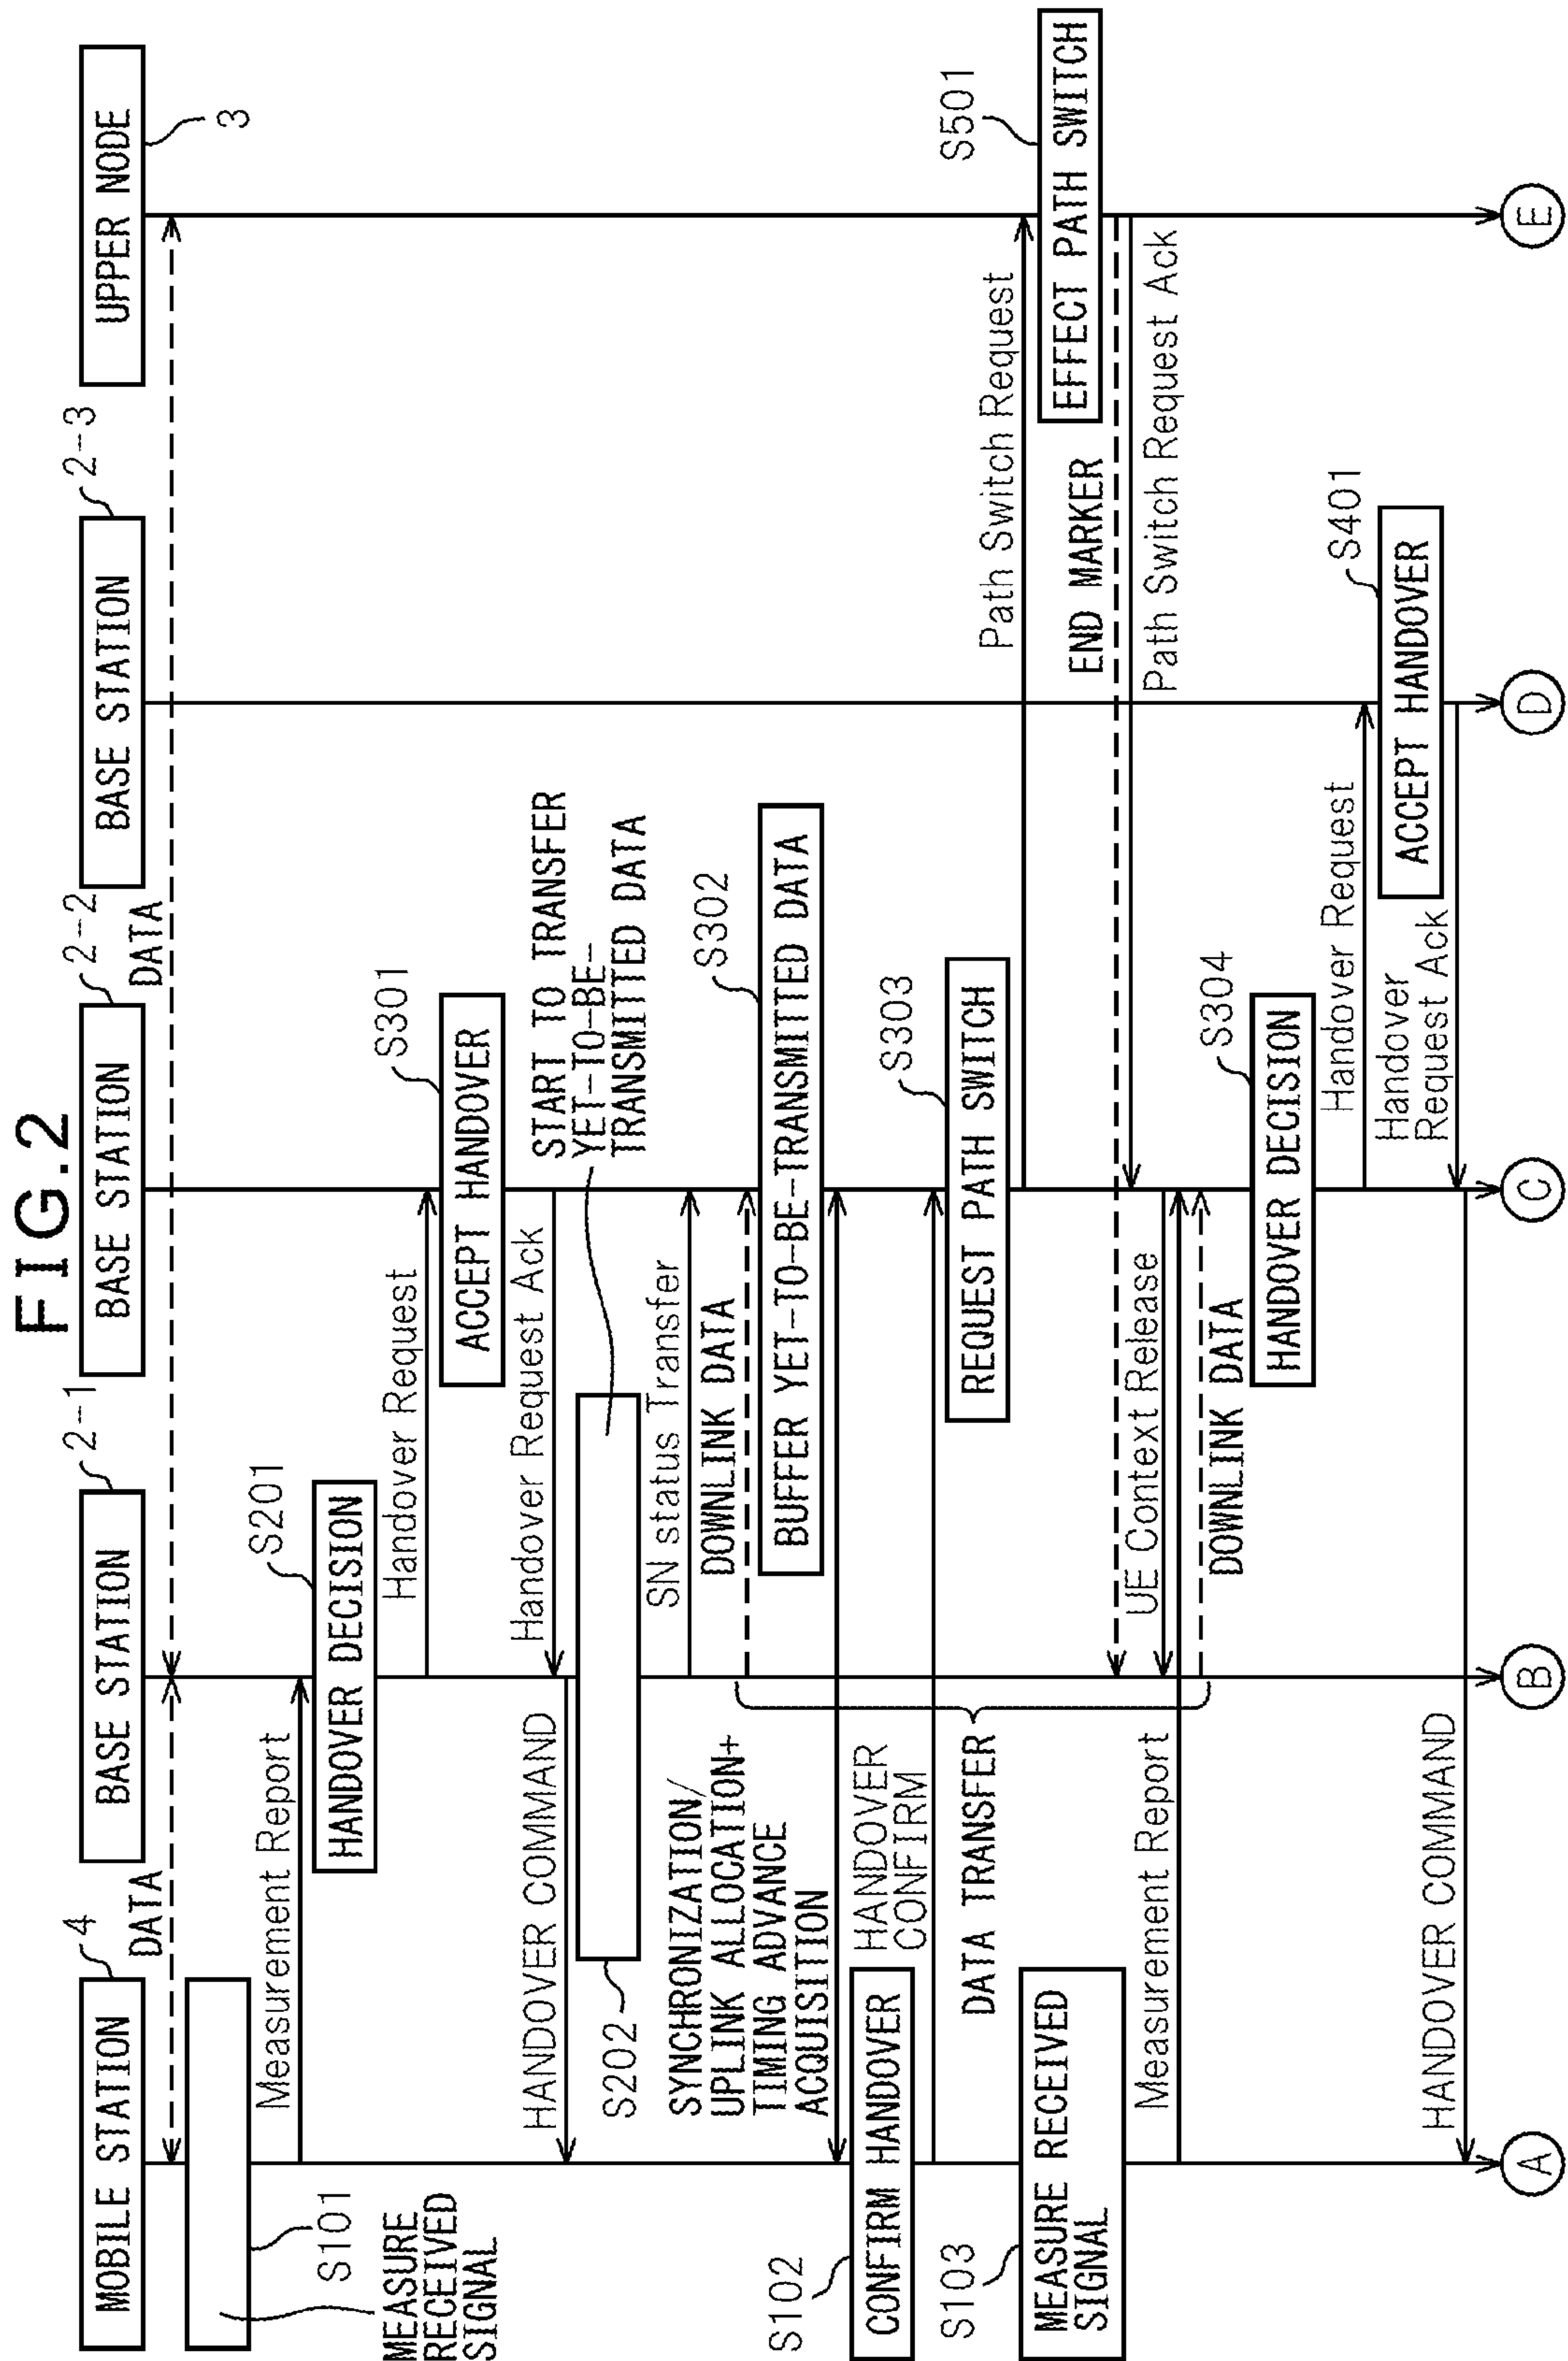 FIG.2
MOBILE STATION
4
BASE STATION
2-1
BASE STATION
2-2
BASE STATION
2-3
UPPER NODE
3
DATA
DATA
S101
MEASURE
RECEIVED
SIGNAL
Measurement Report
S201
HANDOVER DECISION
Handover Request
S301
ACCEPT HANDOVER
Handover Request Ack
HANDOVER COMMAND
S202
START TO TRANSFER
YET-TO-BE-
TRANSMITTED DATA
SN status Transfer
DOWNLINK DATA
S302
BUFFER YET-TO-BE-TRANSMITTED DATA
SYNCHRONIZATION/
UPLINK ALLOCATION+
TIMING ADVANCE
ACQUISITION
S102
CONFIRM HANDOVER
HANDOVER
CONFIRM
S303
REQUEST PATH SWITCH
Path Switch Request
S501
EFFECT PATH SWITCH
DATA TRANSFER
S103
MEASURE RECEIVED
SIGNAL
END MARKER
Path Switch Request Ack
UE Context Release
Measurement Report
DOWNLINK DATA
S304
HANDOVER DECISION
Handover Request
S401
ACCEPT HANDOVER
Handover
Request Ack
HANDOVER COMMAND
A
B
C
D
E